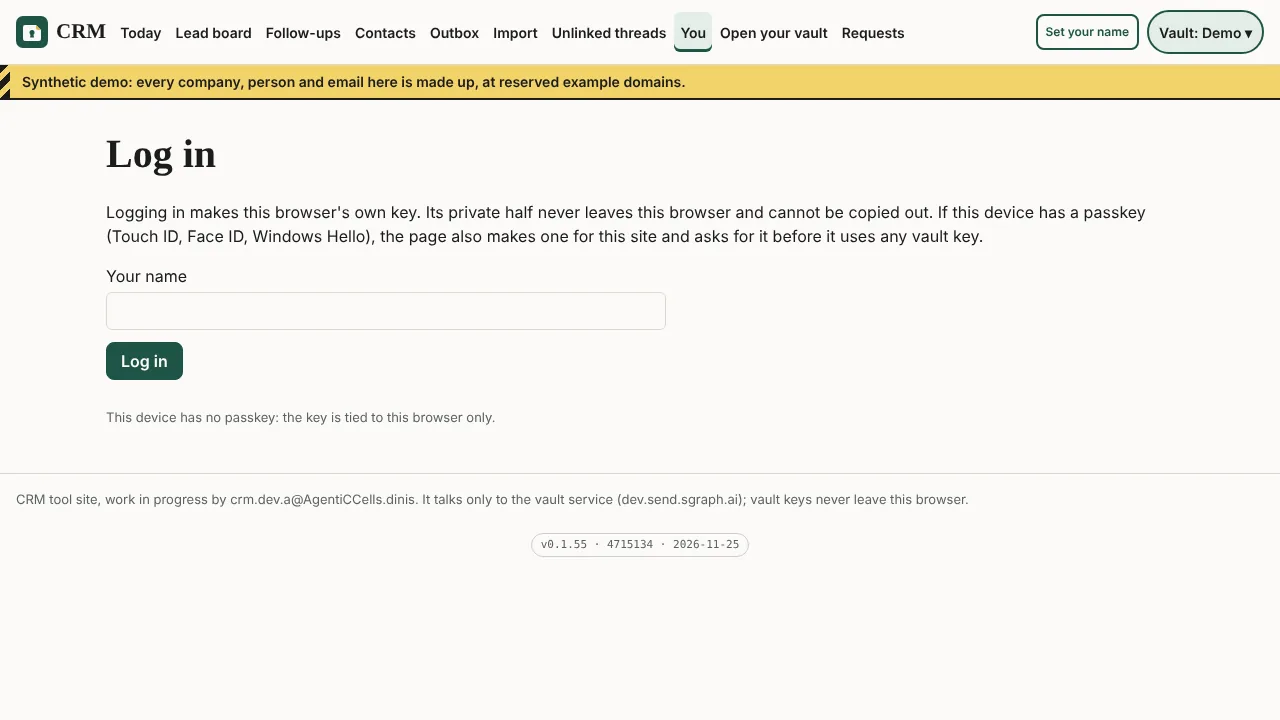 CRM Today Lead board Follow-ups Contacts Outbox Import Unlinked threads You Open your vault Requests Set your name Vault: Demo ▾
Synthetic demo: every company, person and email here is made up, at reserved example domains.
Log in
Logging in makes this browser's own key. Its private half never leaves this browser and cannot be copied out. If this device has a passkey
(Touch ID, Face ID, Windows Hello), the page also makes one for this site and asks for it before it uses any vault key.
Your name
Log in
This device has no passkey: the key is tied to this browser only.
CRM tool site, work in progress by crm.dev.a@AgentiCCells.dinis. It talks only to the vault service (dev.send.sgraph.ai); vault keys never leave this browser.
v0.1.55 · 4715134 · 2026-11-25